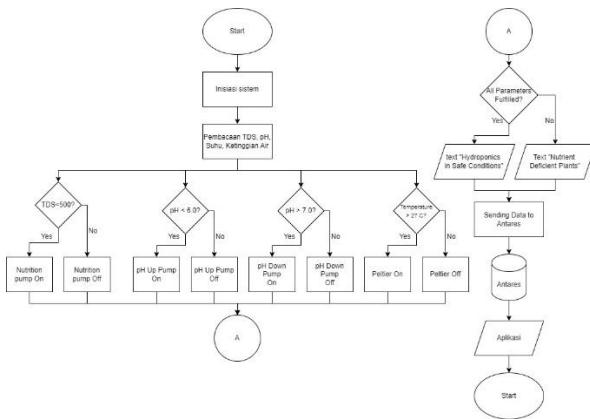 Start
Inisiasi sistem
Pembacaan TDS, pH,
Suhu, Ketinggian Air
TDS=500?
Yes
No
Nutrition
pump On
Nutrition
pump Off
pH < 6.0?
Yes
No
pH Up Pump
On
pH Up Pump
Off
pH > 7.0?
Yes
No
pH Down
Pump
On
pH Down
Pump
Off
Temperature
> 27 C?
Yes
No
Peltier On
Peltier Off
A
A
All Parameters
Fulfilled?
Yes
No
text "Hydroponics
in Safe Conditions"
Text "Nutrient
Deficient Plants"
Sending Data to
Antares
Antares
Aplikasi
Start